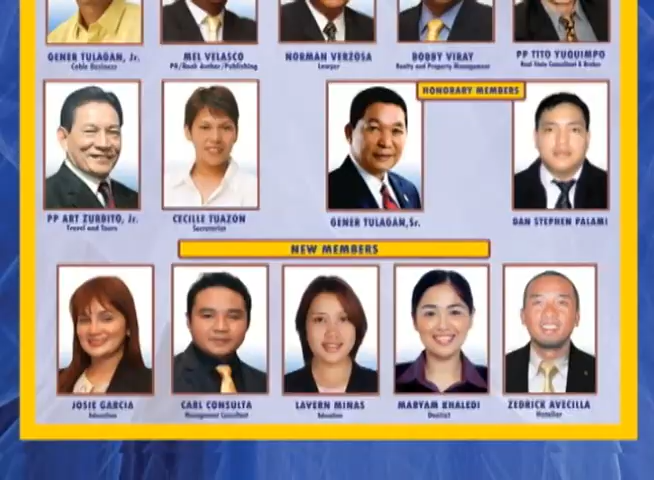 GENER TULAGAN, Jr. MEL VELASCO NORMAN VERZOSA BOBBY VIRAY PP TITO YUQUIMPO
Cable Business PR/Book Author/Publishing Lawyer Realty and Property Management Real Estate Consultant & Broker
HONORARY MEMBERS
PP ART ZURBITO, Jr. CECILLE TUAZON GENER TULAGAN,Sr. DAN STEPHEN PALAMI
Travel and Tours Secretariat
NEW MEMBERS
JOSIE GARCIA CARL CONSULTA LAVERN MINAS MARYAM KHALEDI ZEDRICK AVECILLA
Education Management Consultant Education Dentist Hotelier